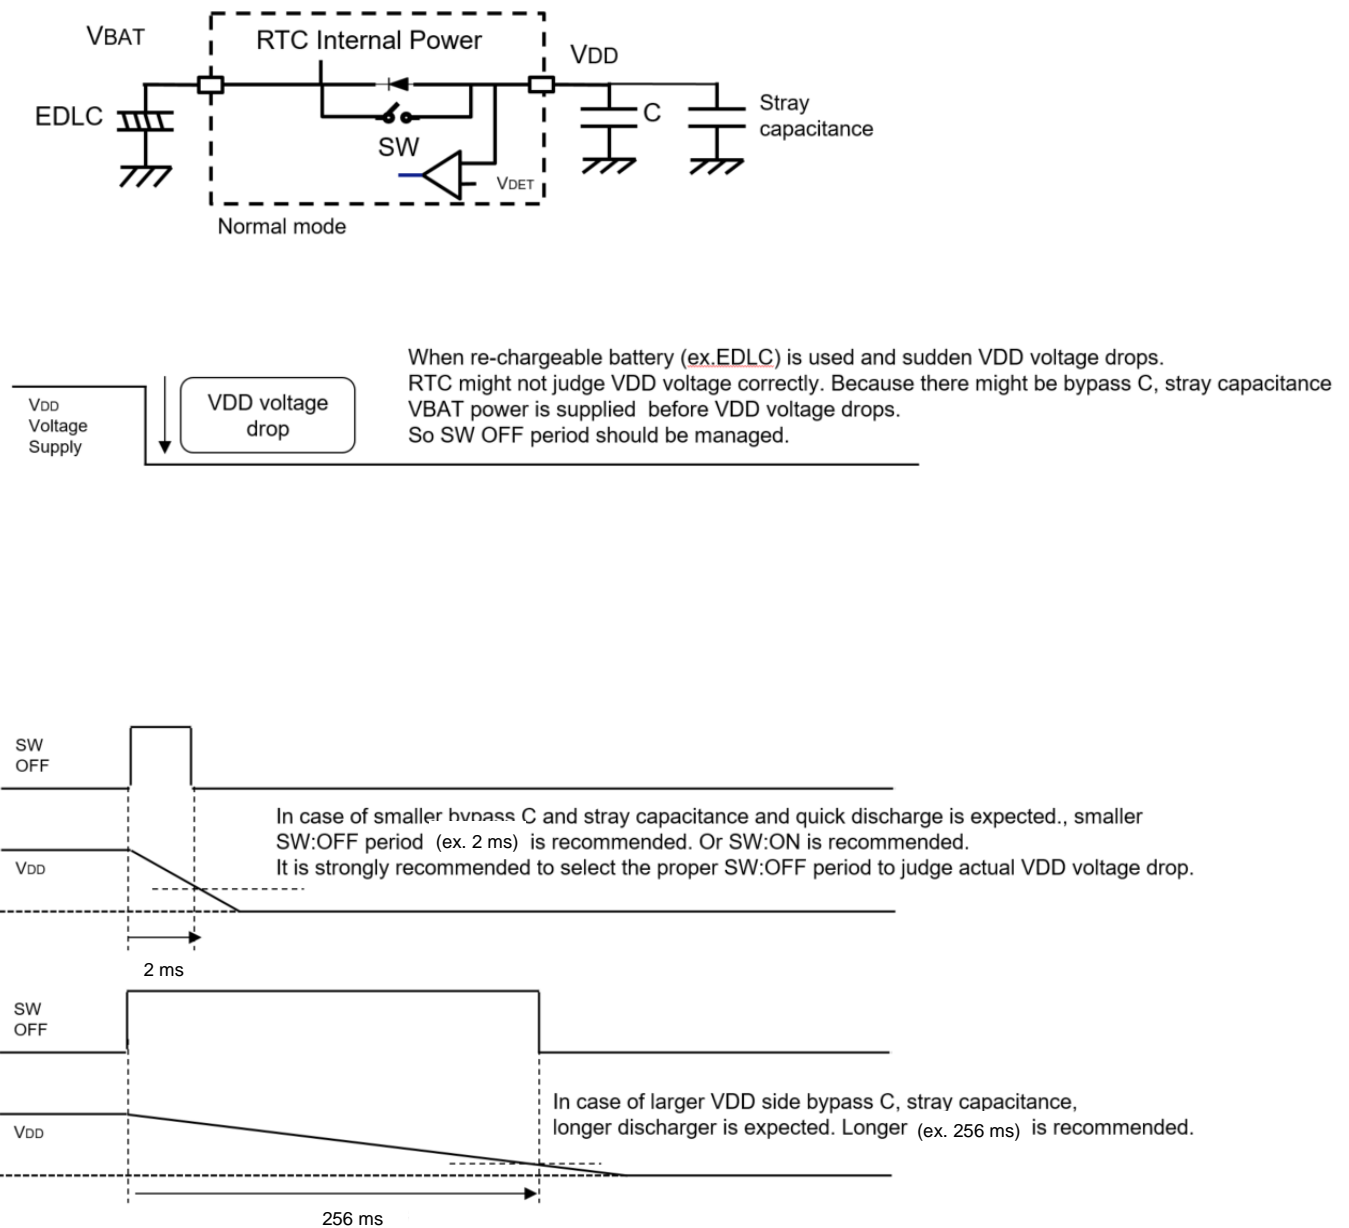 VBAT
RTC Internal Power
VDD
EDLC
C
Stray
capacitance
SW
VDET
Normal mode
When re-chargeable battery (ex.EDLC) is used and sudden VDD voltage drops.
RTC might not judge VDD voltage correctly. Because there might be bypass C, stray capacitance
VBAT power is supplied before VDD voltage drops.
So SW OFF period should be managed.
VDD
Voltage
Supply
VDD voltage
drop
SW
OFF
In case of smaller bypass C and stray capacitance and quick discharge is expected., smaller
SW:OFF period (ex. 2 ms) is recommended. Or SW:ON is recommended.
It is strongly recommended to select the proper SW:OFF period to judge actual VDD voltage drop.
VDD
2 ms
SW
OFF
In case of larger VDD side bypass C, stray capacitance,
longer discharger is expected. Longer (ex. 256 ms) is recommended.
VDD
256 ms